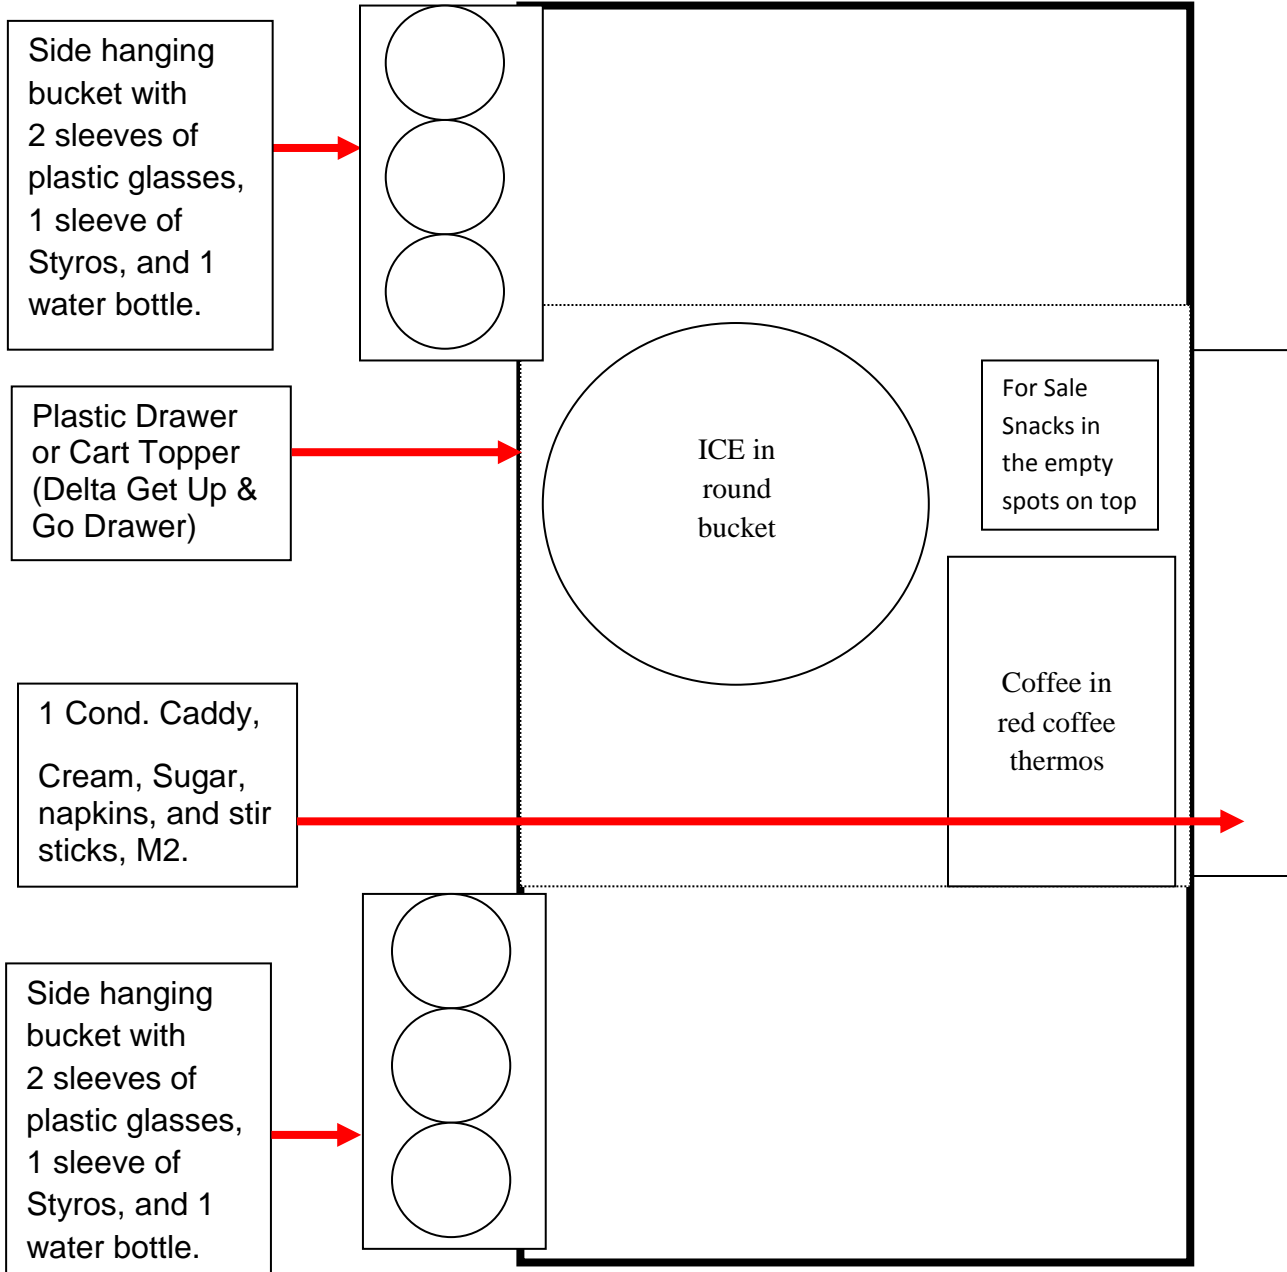 Side hanging
bucket with
2 sleeves of
plastic glasses,
1 sleeve of
Styros, and 1
water bottle.
Plastic Drawer
or Cart Topper
(Delta Get Up &
Go Drawer)
ICE in
round
bucket
For Sale
Snacks in
the empty
spots on top
1 Cond. Caddy,
Cream, Sugar,
napkins, and stir
sticks, M2.
Coffee in
red coffee
thermos
Side hanging
bucket with
2 sleeves of
plastic glasses,
1 sleeve of
Styros, and 1
water bottle.